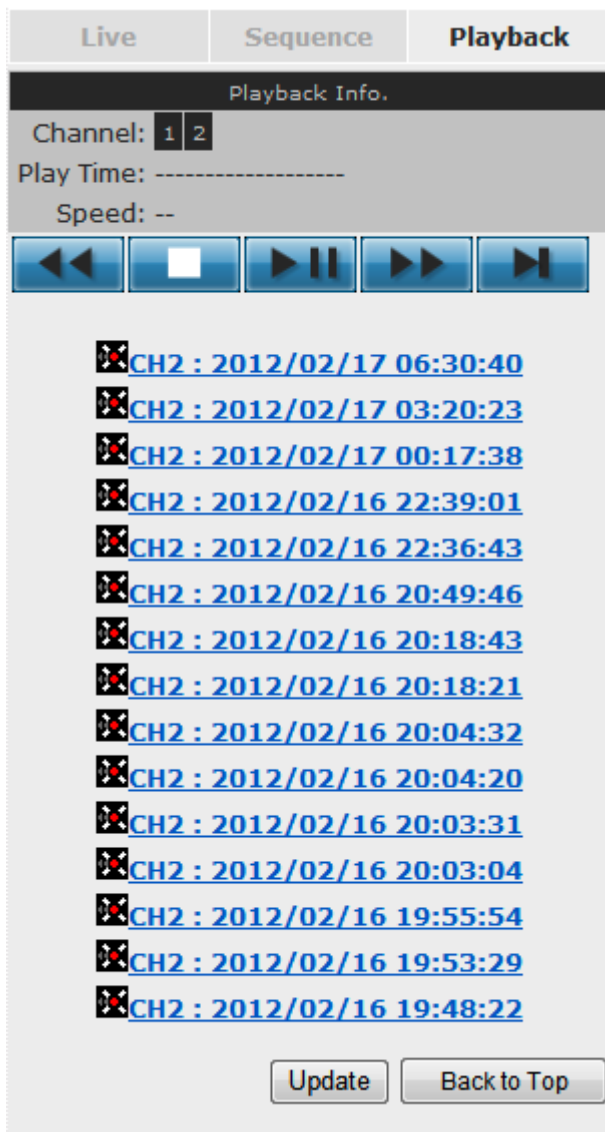 Live Sequence Playback
Playback Info.
Channel: 1 2
Play Time: -------------------
Speed: --
CH2 : 2012/02/17 06:30:40
CH2 : 2012/02/17 03:20:23
CH2 : 2012/02/17 00:17:38
CH2 : 2012/02/16 22:39:01
CH2 : 2012/02/16 22:36:43
CH2 : 2012/02/16 20:49:46
CH2 : 2012/02/16 20:18:43
CH2 : 2012/02/16 20:18:21
CH2 : 2012/02/16 20:04:32
CH2 : 2012/02/16 20:04:20
CH2 : 2012/02/16 20:03:31
CH2 : 2012/02/16 20:03:04
CH2 : 2012/02/16 19:55:54
CH2 : 2012/02/16 19:53:29
CH2 : 2012/02/16 19:48:22
Update Back to Top